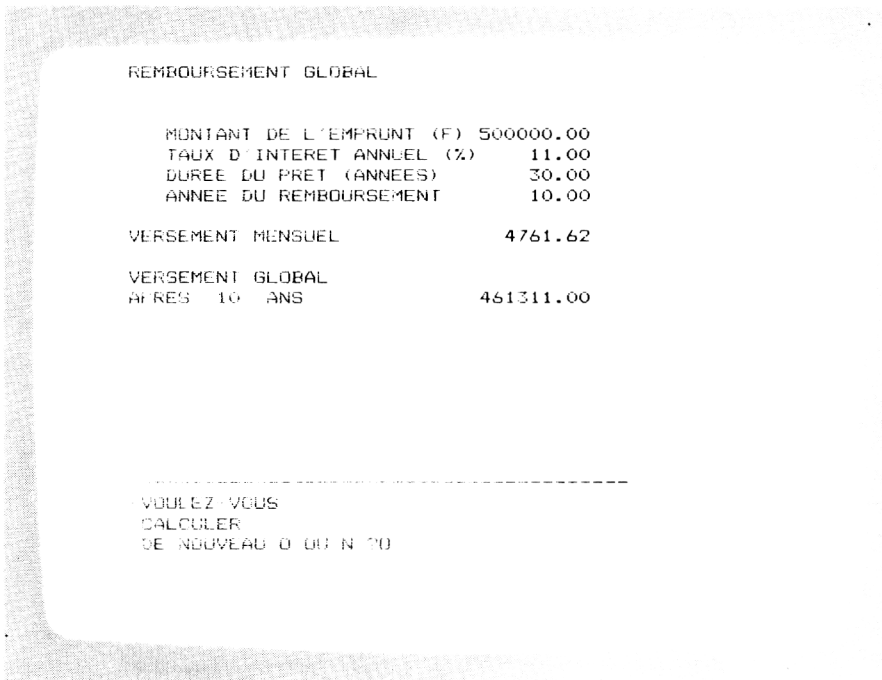 REMBOURSEMENT GLOBAL
MONTANT DE L'EMPRUNT (F) 500000.00
TAUX D'INTERET ANNUEL (%) 11.00
DUREE DU PRET (ANNEES) 30.00
ANNEE DU REMBOURSEMENT 10.00
VERSEMENT MENSUEL 4761.62
VERSEMENT GLOBAL
APRES 10 ANS 461311.00
VOULEZ-VOUS
CALCULER
DE NOUVEAU O OU N ?O